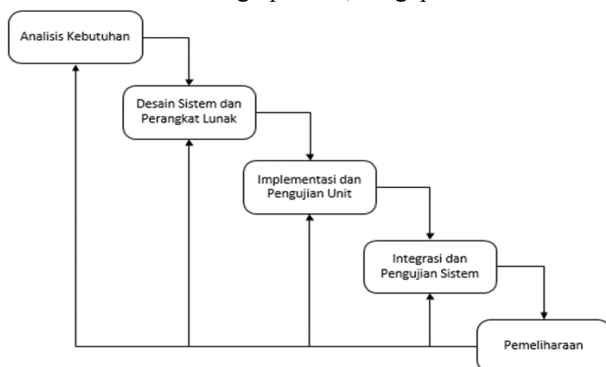 Analisis Kebutuhan
Desain Sistem dan
Perangkat Lunak
Implementasi dan
Pengujian Unit
Integrasi dan
Pengujian Sistem
Pemeliharaan